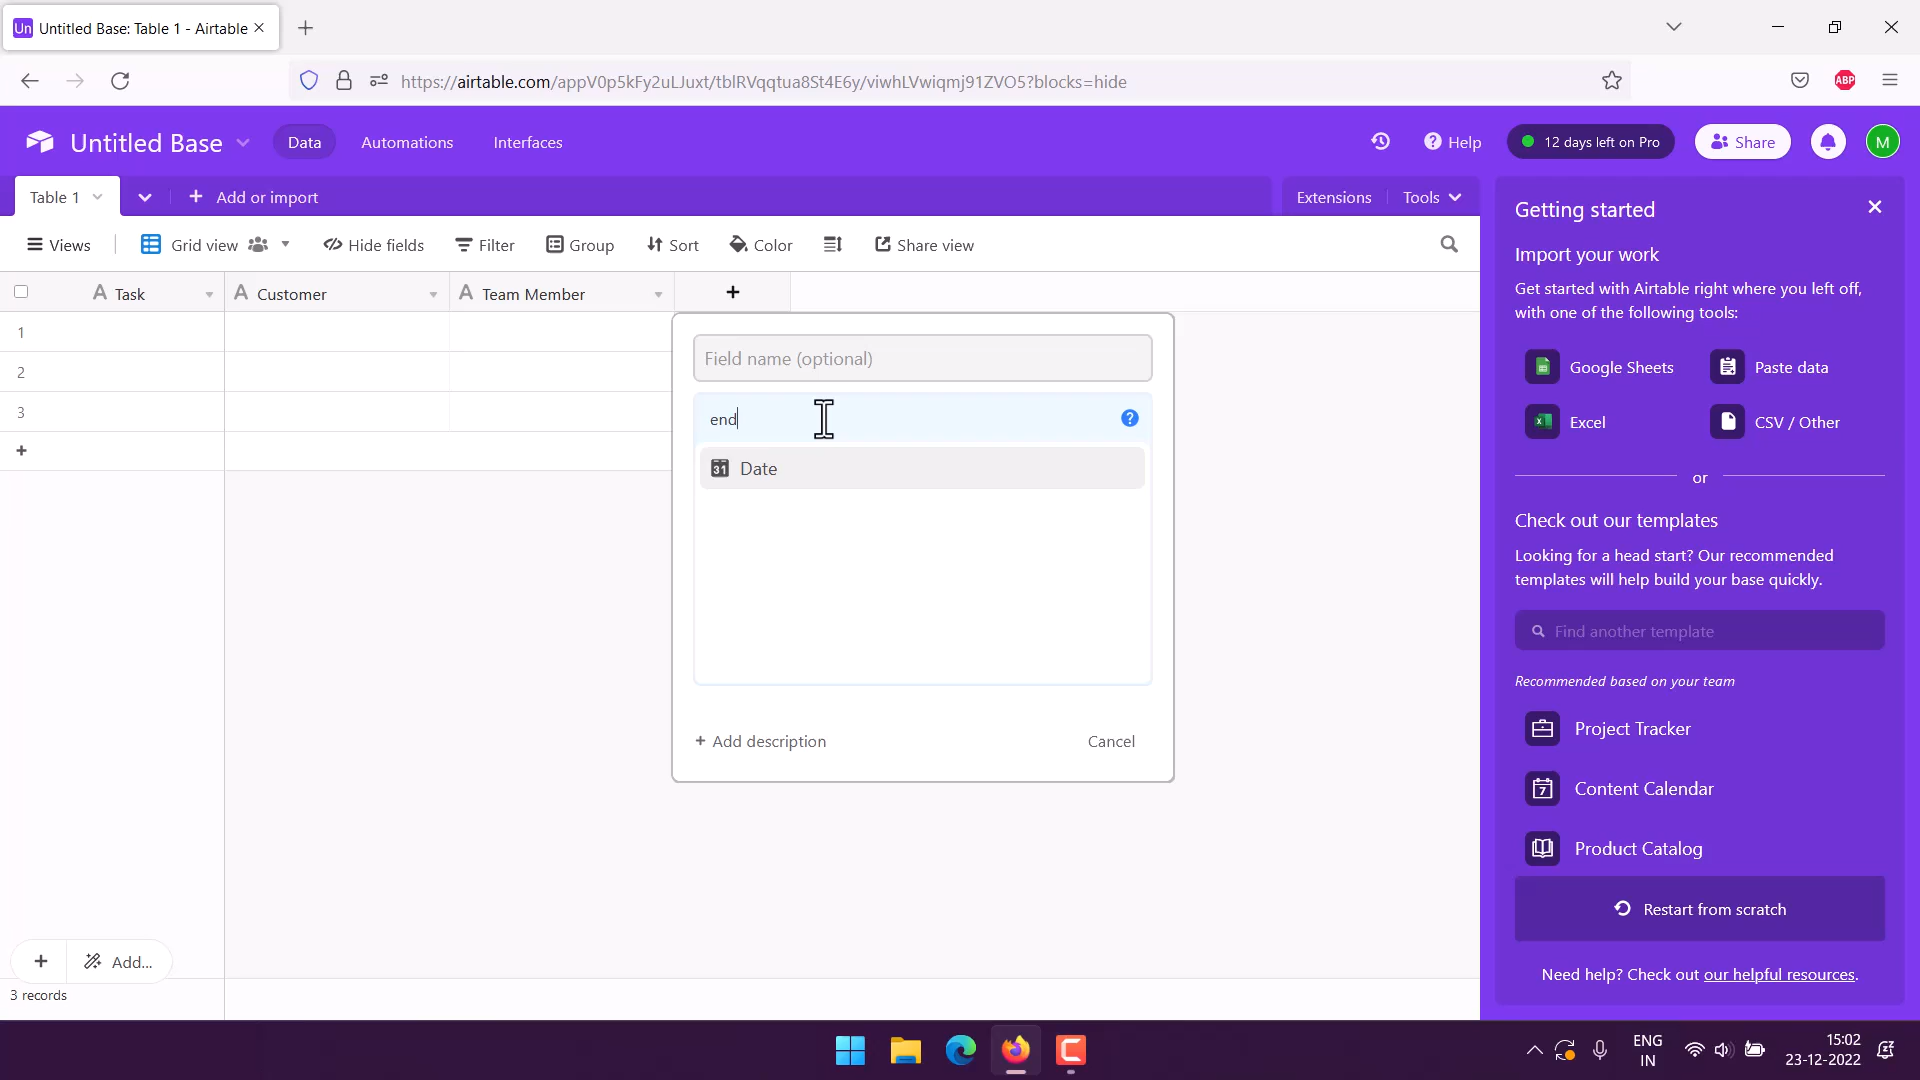 Un Untitled Base: Table 1 - Airtable
https://airtable.com/appV0p5kFy2uLJuxt/tblRVqqtua8St4E6y/viwhLVwiqmj91ZVO5?blocks=hide
ABP
Untitled Base
Data
Automations
Interfaces
Help
12 days left on Pro
Share
M
Table 1
Add or import
Extensions
Tools
Views
Grid view
Hide fields
Filter
Group
Sort
Color
Share view
A Task
A Customer
A Team Member
1
2
3
Field name (optional)
end
31 Date
+ Add description
Cancel
Add...
3 records
Getting started
Import your work
Get started with Airtable right where you left off,
with one of the following tools:
Google Sheets
Paste data
Excel
CSV / Other
or
Check out our templates
Looking for a head start? Our recommended
templates will help build your base quickly.
Find another template
Recommended based on your team
Project Tracker
7 Content Calendar
Product Catalog
Restart from scratch
Need help? Check out our helpful resources.
ENG
IN
15:02
23-12-2022